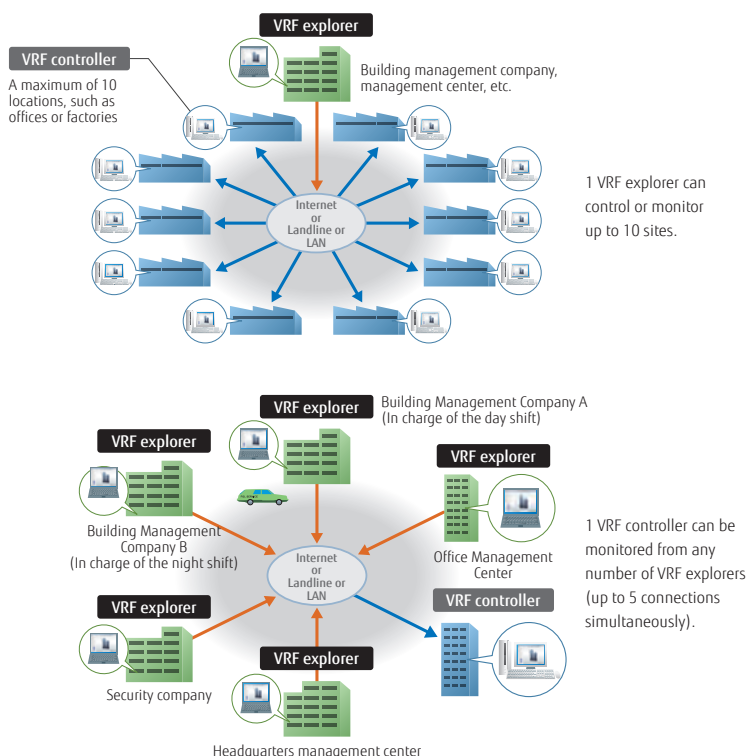 VRF explorer
VRF controller
A maximum of 10
locations, such as
offices or factories
Building management company,
management center, etc.
Internet
or
Landline or
LAN
1 VRF explorer can
control or monitor
up to 10 sites.
VRF explorer
Building Management Company A
(In charge of the day shift)
VRF explorer
Building Management
Company B
(In charge of the night shift)
VRF explorer
Office Management
Center
Internet
or
Landline or
LAN
1 VRF controller can be
monitored from any
number of VRF explorers
(up to 5 connections
simultaneously).
VRF controller
VRF explorer
Security company
VRF explorer
Headquarters management center